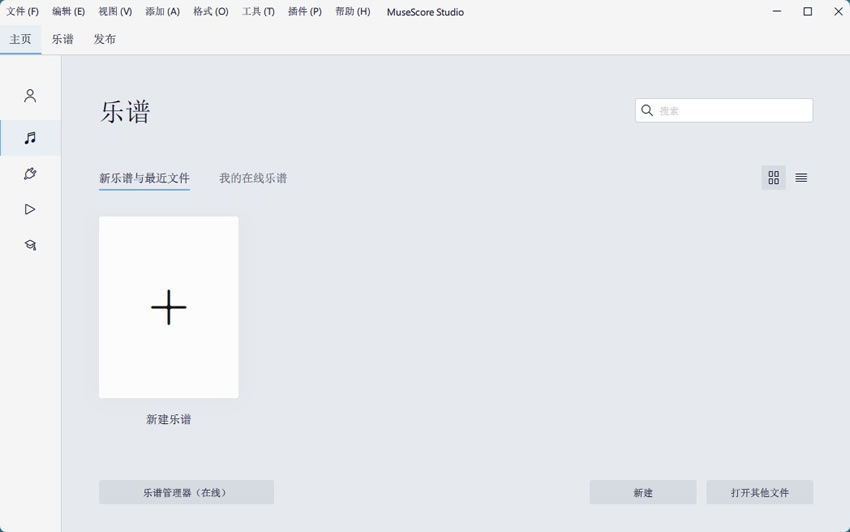 文件 (F) 编辑 (E) 视图 (V) 添加 (A) 格式 (O) 工具 (T) 插件 (P) 帮助 (H) MuseScore Studio
主页 乐谱 发布
乐谱
搜索
新乐谱与最近文件 我的在线乐谱
新建乐谱
乐谱管理器（在线） 新建 打开其他文件